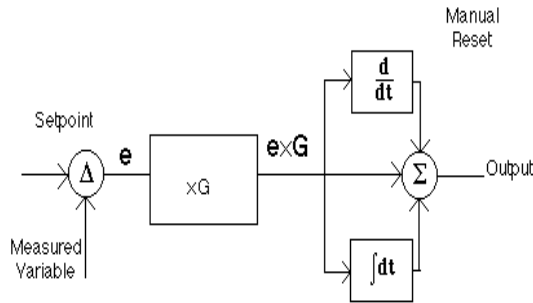 Manual
Reset
d
dt
Setpoint
e
e×G
Δ
×G
Σ
Output
Measured
Variable
∫dt